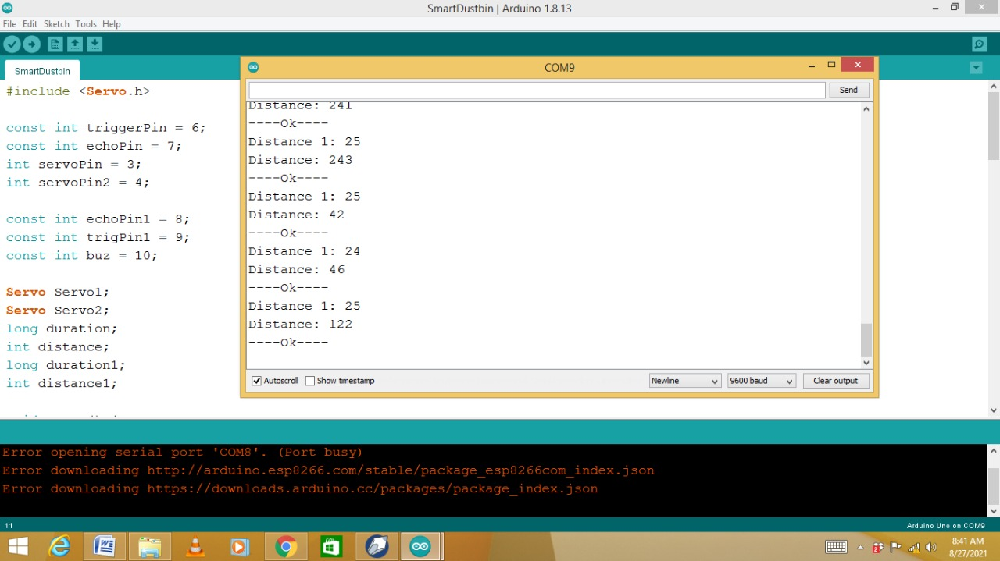 SmartDustbin | Arduino 1.8.13
File Edit Sketch Tools Help
SmartDustbin
#include <Servo.h>
const int triggerPin = 6;
const int echoPin = 7;
int servoPin = 3;
int servoPin2 = 4;
const int echoPin1 = 8;
const int trigPin1 = 9;
const int buz = 10;
Servo Servo1;
Servo Servo2;
long duration;
int distance;
long duration1;
int distance1;
COM9
Send
Distance: 241
----Ok----
Distance 1: 25
Distance: 243
----Ok----
Distance 1: 25
Distance: 42
----Ok----
Distance 1: 24
Distance: 46
----Ok----
Distance 1: 25
Distance: 122
----Ok----
Autoscroll Show timestamp Newline 9600 baud Clear output
Error opening serial port 'COM8'. (Port busy)
Error downloading http://arduino.esp8266.com/stable/package_esp8266com_index.json
Error downloading https://downloads.arduino.cc/packages/package_index.json
11 Arduino Uno on COM9
8:41 AM
8/27/2021